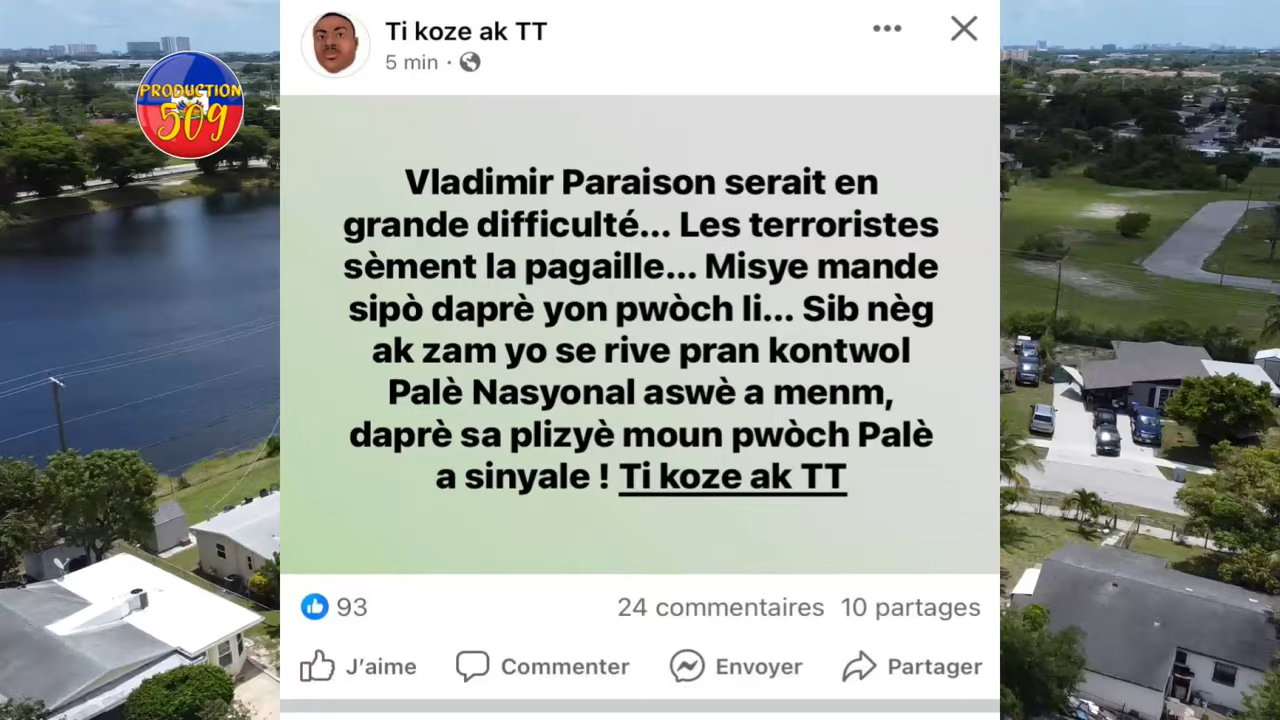 Ti koze ak TT
5 min ·
PRODUCTION
509
Vladimir Paraison serait en
grande difficulté... Les terroristes
sèment la pagaille... Misye mande
sipò daprè yon pwòch li... Sib nèg
ak zam yo se rive pran kontwol
Palè Nasyonal aswè a menm,
daprè sa plizyè moun pwòch Palè
a sinyale ! Ti koze ak TT
93
24 commentaires 10 partages
J'aime Commenter Envoyer Partager